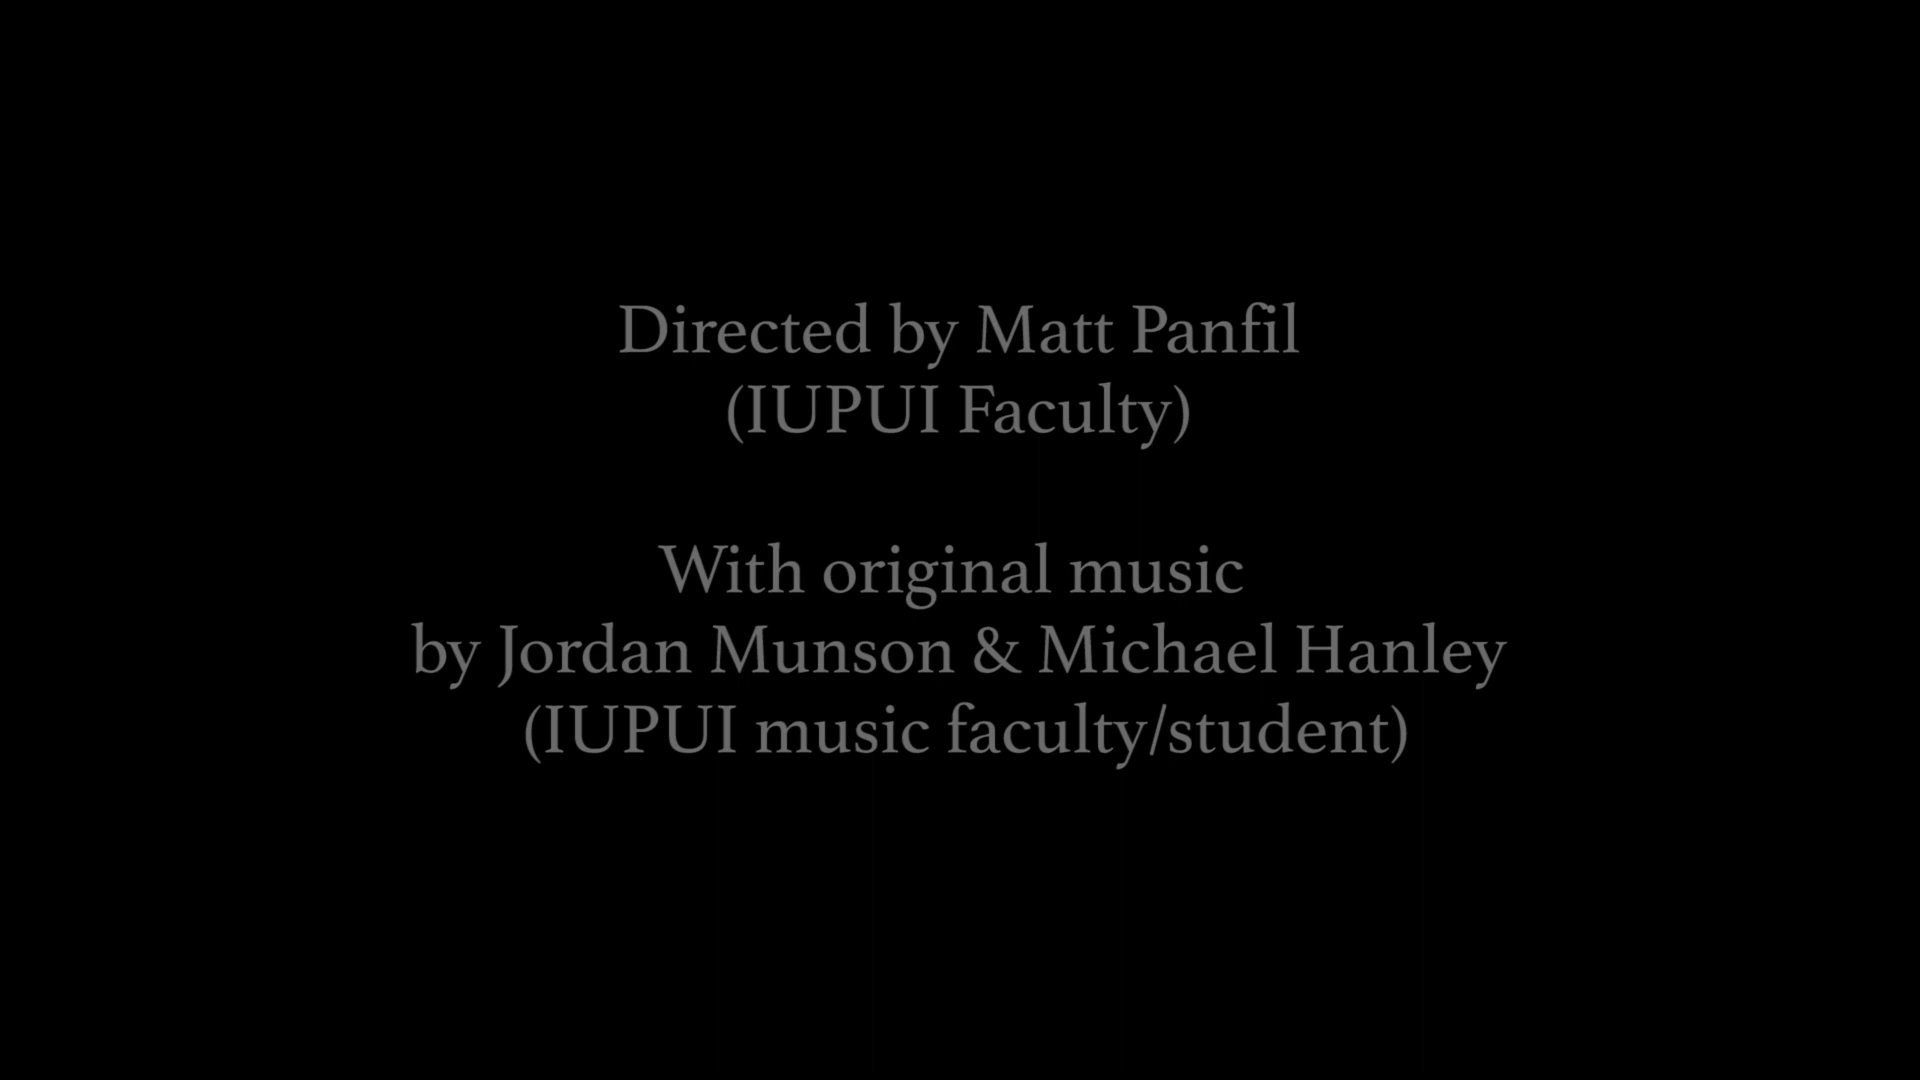 Directed by Matt Panfil
(IUPUI Faculty)
With original music
by Jordan Munson & Michael Hanley
(IUPUI music faculty/student)